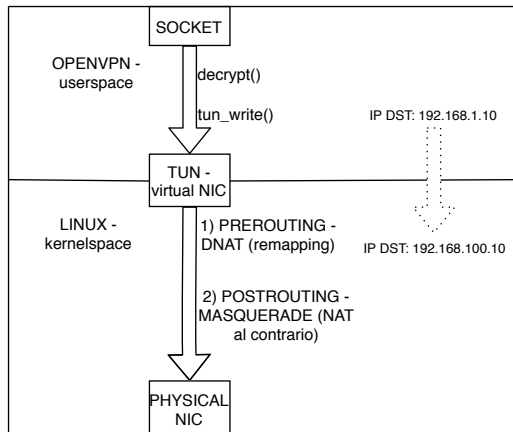 SOCKET
OPENVPN -
userspace
decrypt()
tun_write()
IP DST: 192.168.1.10
TUN -
virtual NIC
LINUX -
kernelspace
1) PREROUTING -
DNAT (remapping)
IP DST: 192.168.100.10
2) POSTROUTING -
MASQUERADE (NAT
al contrario)
PHYSICAL
NIC